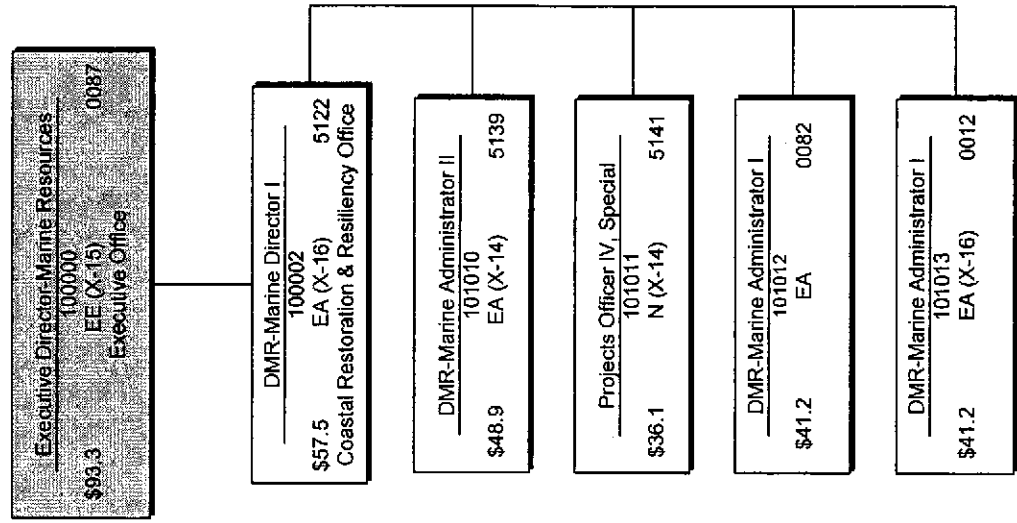 Executive Director-Marine Resources
100000
$93.3 EE (X-15) 0087
Executive Office
DMR-Marine Director I
100002
$57.5 EA (X-16) 5122
Coastal Restoration & Resiliency Office
DMR-Marine Administrator II
101010
$48.9 EA (X-14) 5139
Projects Officer IV, Special
101011
$36.1 N (X-14) 5141
DMR-Marine Administrator I
101012
$41.2 EA 0082
DMR-Marine Administrator I
101013
$41.2 EA (X-16) 0012